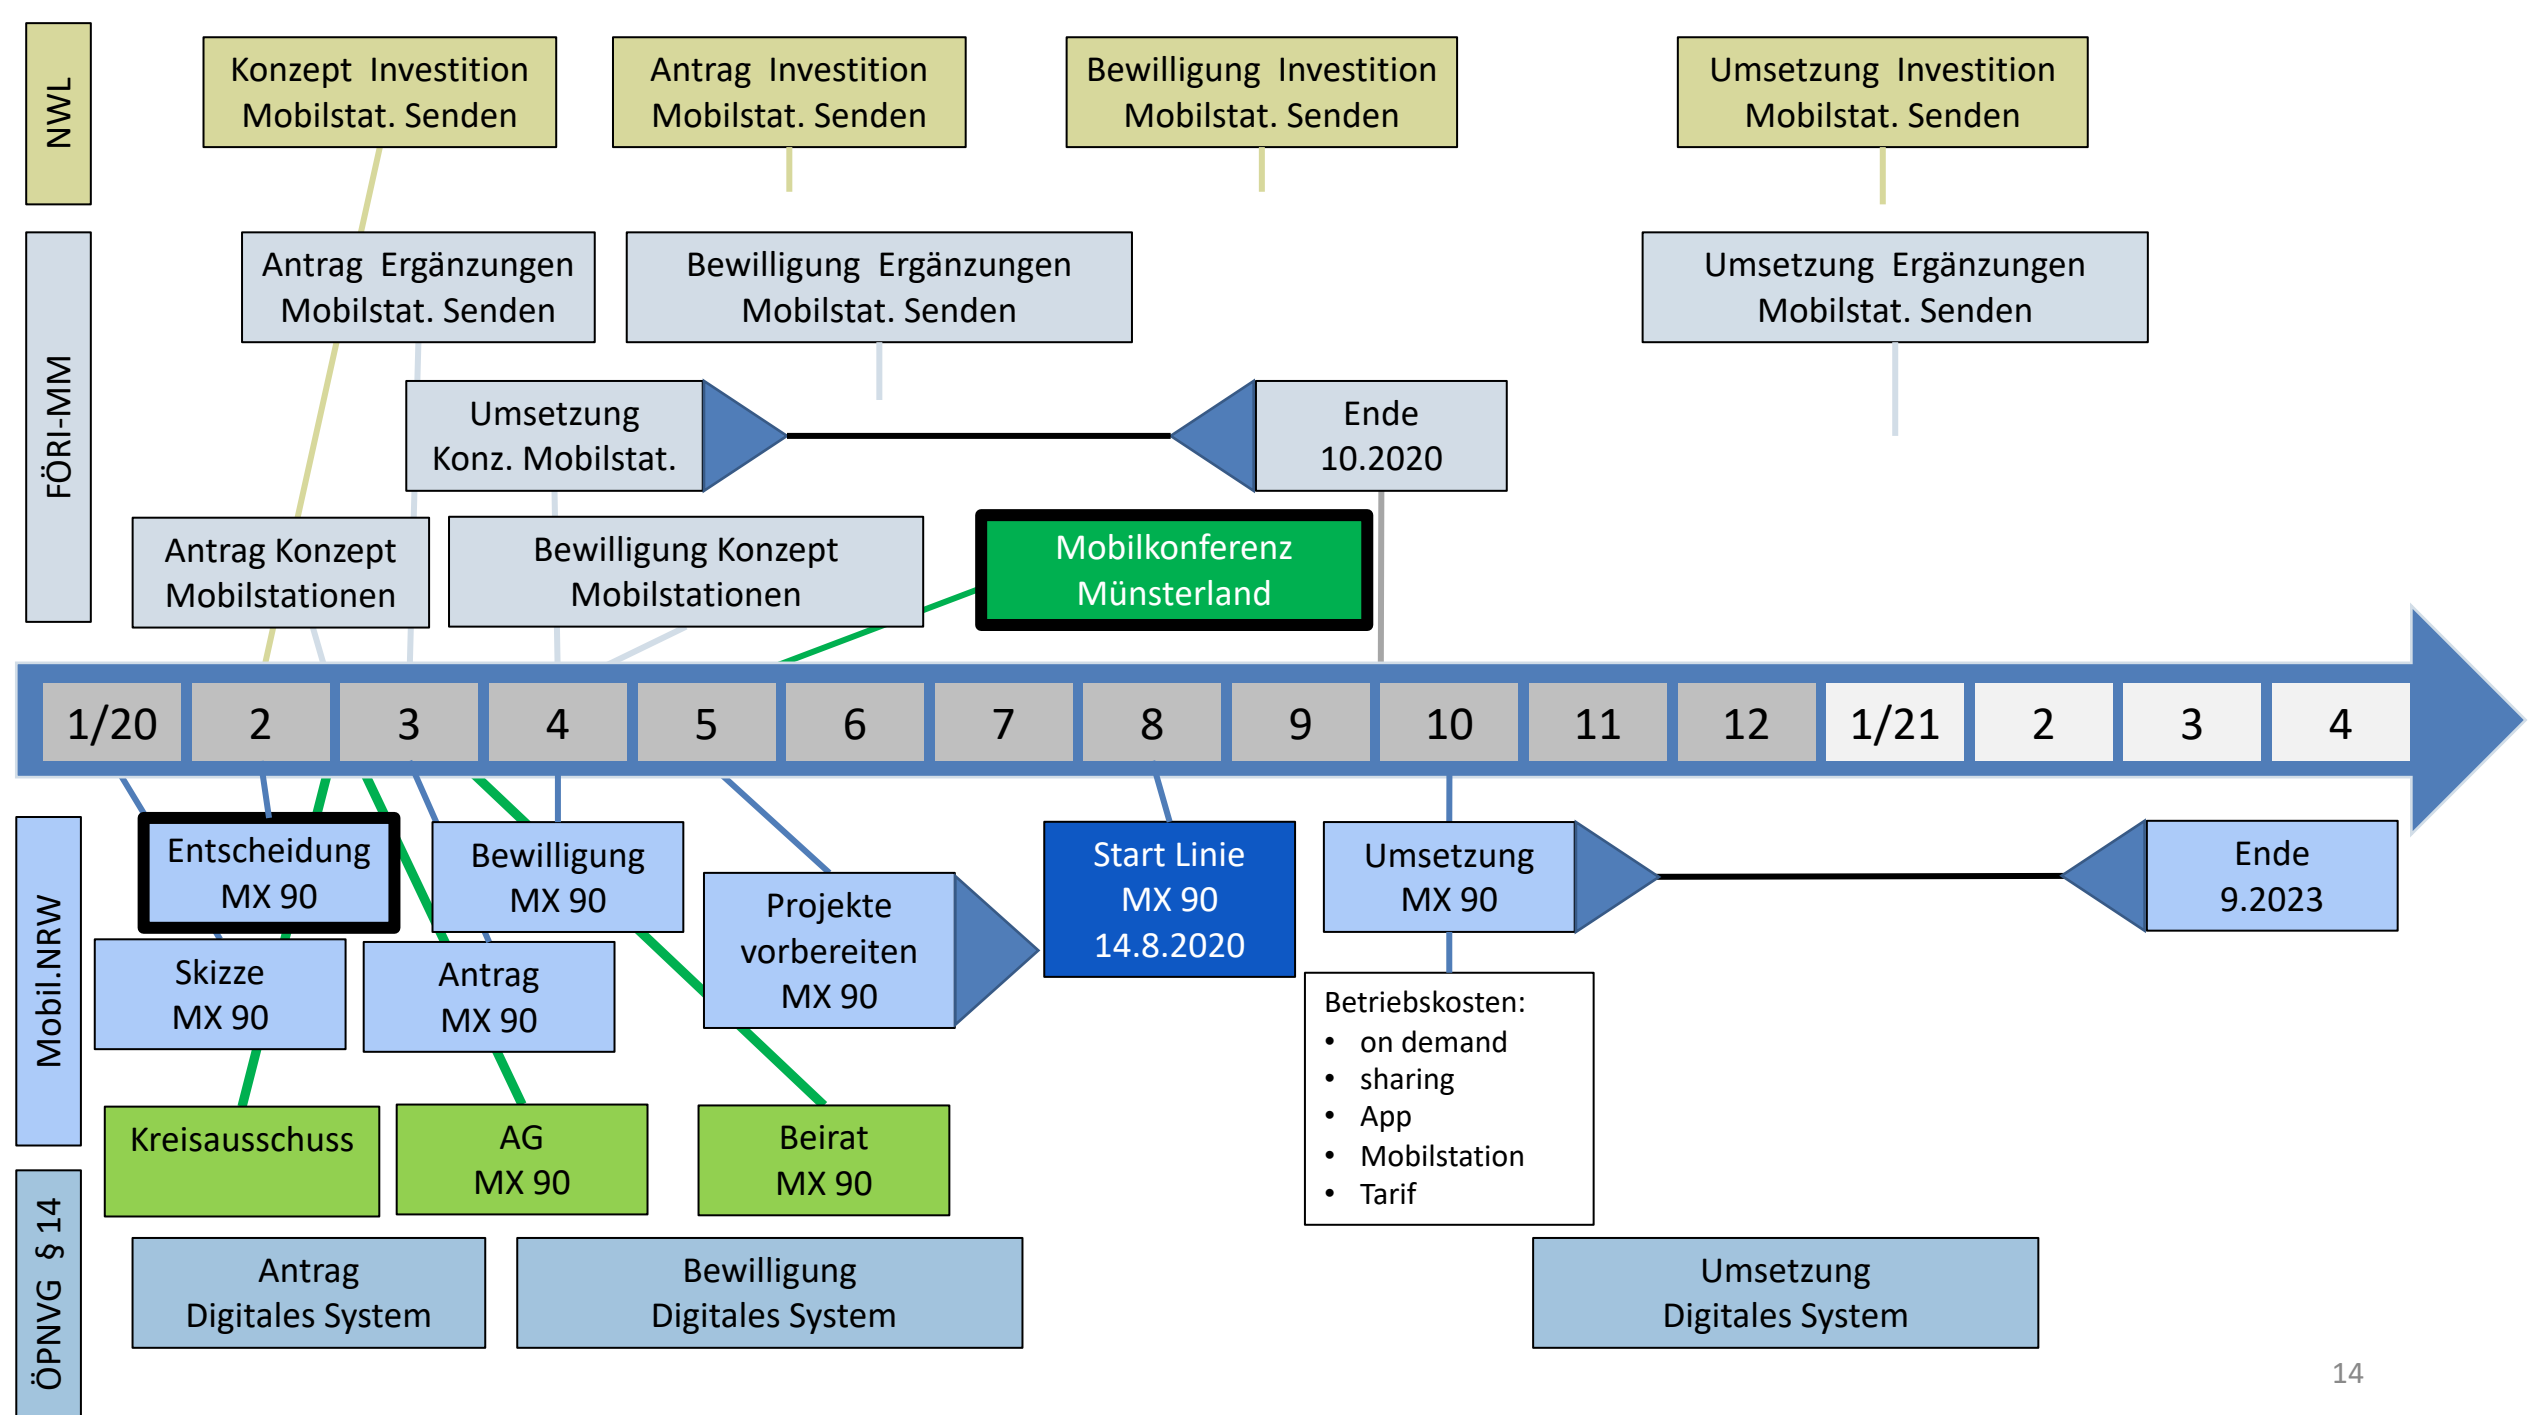 NWL
Konzept Investition
Mobilstat. Senden
Antrag Investition
Mobilstat. Senden
Bewilligung Investition
Mobilstat. Senden
Umsetzung Investition
Mobilstat. Senden
FÖRI-MM
Antrag Ergänzungen
Mobilstat. Senden
Bewilligung Ergänzungen
Mobilstat. Senden
Umsetzung Ergänzungen
Mobilstat. Senden
Umsetzung
Konz. Mobilstat.
Ende
10.2020
Antrag Konzept
Mobilstationen
Bewilligung Konzept
Mobilstationen
Mobilkonferenz
Münsterland
1/20 2 3 4 5 6 7 8 9 10 11 12 1/21 2 3 4
Mobil.NRW
Entscheidung
MX 90
Bewilligung
MX 90
Projekte
vorbereiten
MX 90
Start Linie
MX 90
14.8.2020
Umsetzung
MX 90
Ende
9.2023
Skizze
MX 90
Antrag
MX 90
Betriebskosten:
• on demand
• sharing
• App
• Mobilstation
• Tarif
Kreisausschuss
AG
MX 90
Beirat
MX 90
ÖPNVG § 14
Antrag
Digitales System
Bewilligung
Digitales System
Umsetzung
Digitales System
14